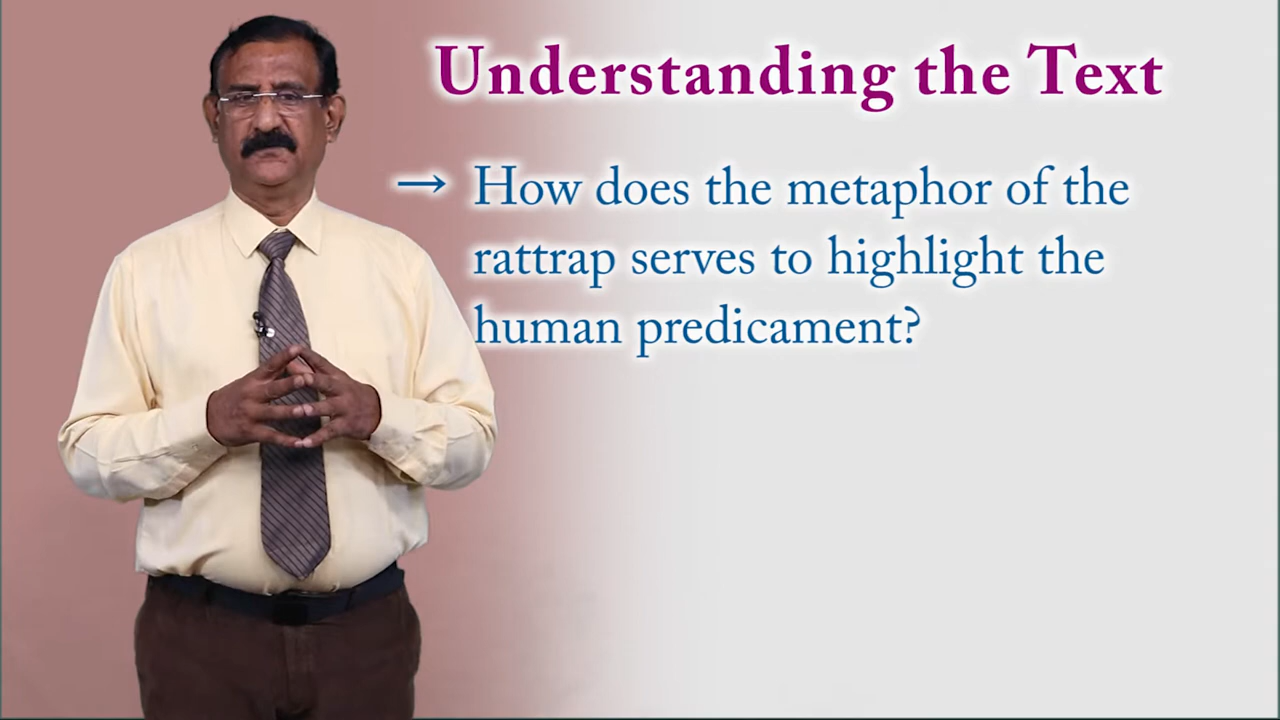 Understanding the Text
→ How does the metaphor of the
rattrap serves to highlight the
human predicament?